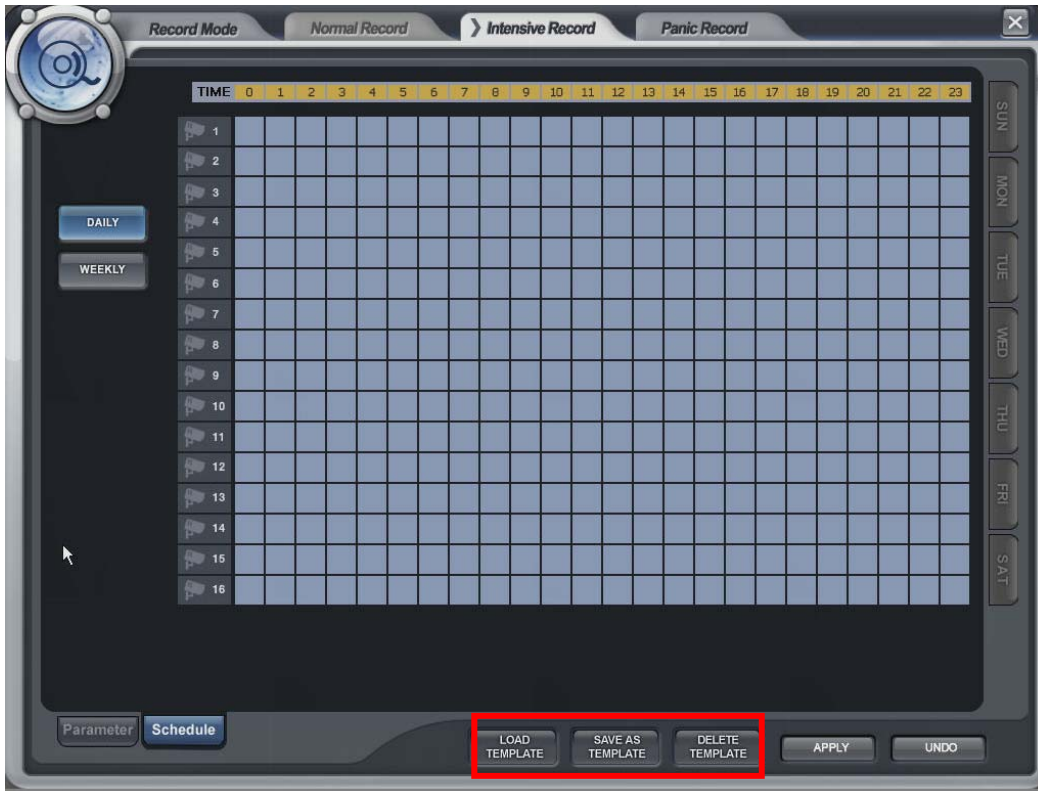 Record Mode Normal Record Intensive Record Panic Record
TIME 0 1 2 3 4 5 6 7 8 9 10 11 12 13 14 15 16 17 18 19 20 21 22 23
SUN
MON
TUE
WED
THU
FRI
SAT
1
2
3
4
5
6
7
8
9
10
11
12
13
14
15
16
DAILY
WEEKLY
Parameter Schedule
LOAD
TEMPLATE
SAVE AS
TEMPLATE
DELETE
TEMPLATE
APPLY
UNDO